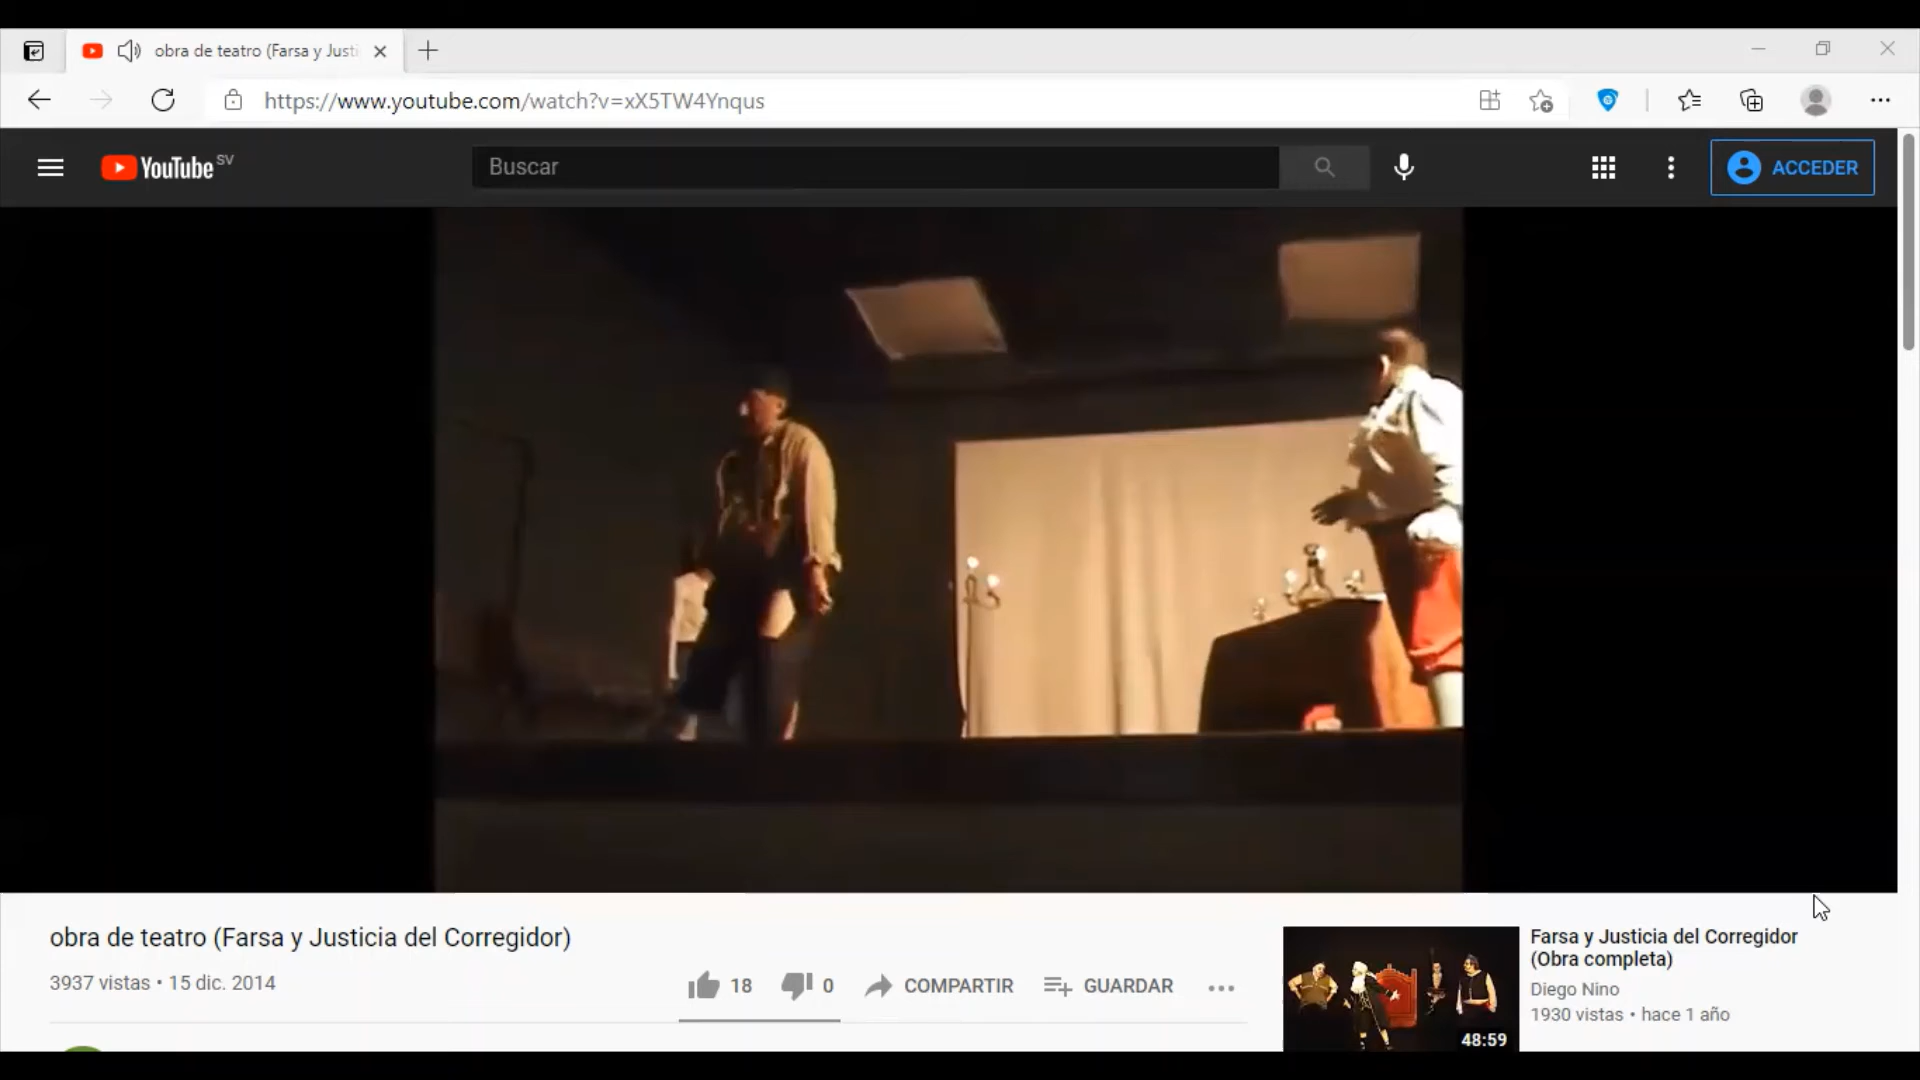 obra de teatro (Farsa y Justi
https://www.youtube.com/watch?v=xX5TW4Ynqus
YouTube SV
Buscar
ACCEDER
obra de teatro (Farsa y Justicia del Corregidor)
3937 vistas • 15 dic. 2014
18
0
COMPARTIR
GUARDAR
48:59
Farsa y Justicia del Corregidor
(Obra completa)
Diego Nino
1930 vistas • hace 1 año